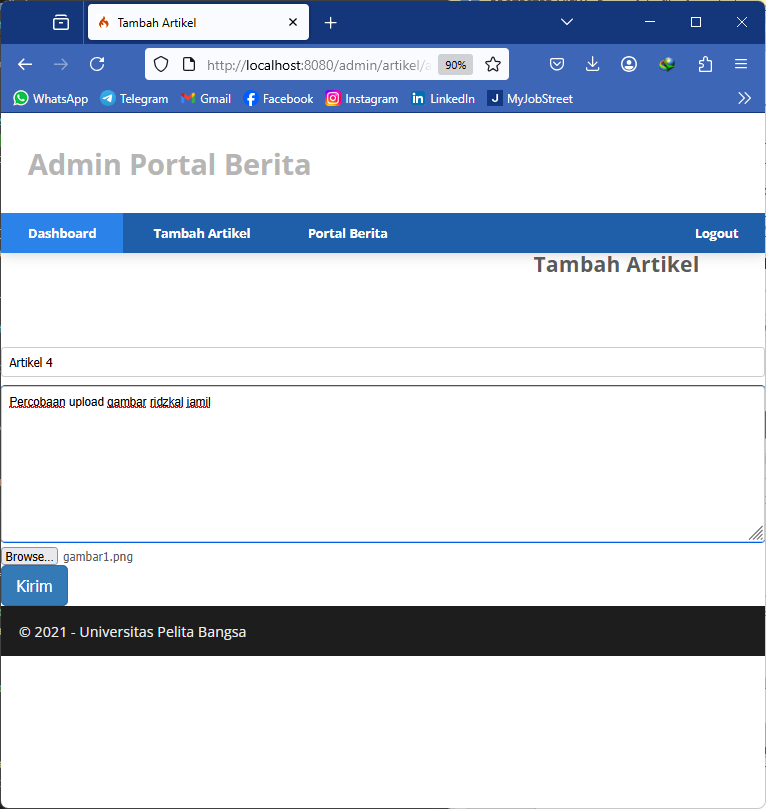 Tambah Artikel
http://localhost:8080/admin/artikel/a
90%
WhatsApp Telegram Gmail Facebook Instagram LinkedIn MyJobStreet
Admin Portal Berita
Dashboard Tambah Artikel Portal Berita Logout
Tambah Artikel
Artikel 4
Percobaan upload gambar ridzkal jamil
Browse... gambar1.png
Kirim
© 2021 - Universitas Pelita Bangsa